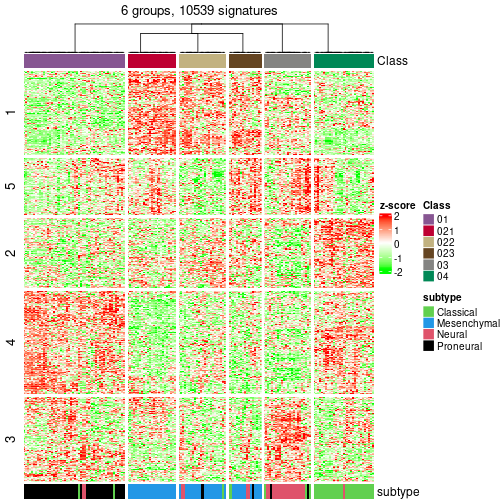 6 groups, 10539 signatures
Class
1
5
2
4
3
subtype
z-score
2
1
0
-1
-2
Class
01
021
022
023
03
04
subtype
Classical
Mesenchymal
Neural
Proneural